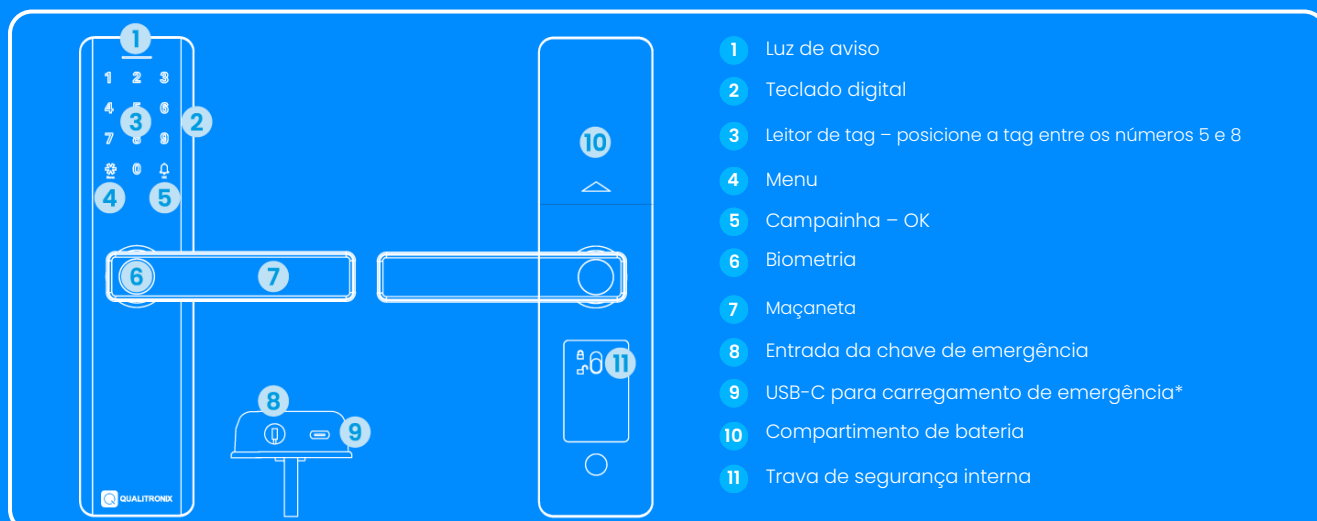 1
1 2 3
4 5 6
3
2
7 8 9
0
4
5
6
7
8
9
QUALITRONIX
10
11
1 Luz de aviso
2 Teclado digital
3 Leitor de tag – posicione a tag entre os números 5 e 8
4 Menu
5 Campainha – OK
6 Biometria
7 Maçaneta
8 Entrada da chave de emergência
9 USB-C para carregamento de emergência*
10 Compartimento de bateria
11 Trava de segurança interna